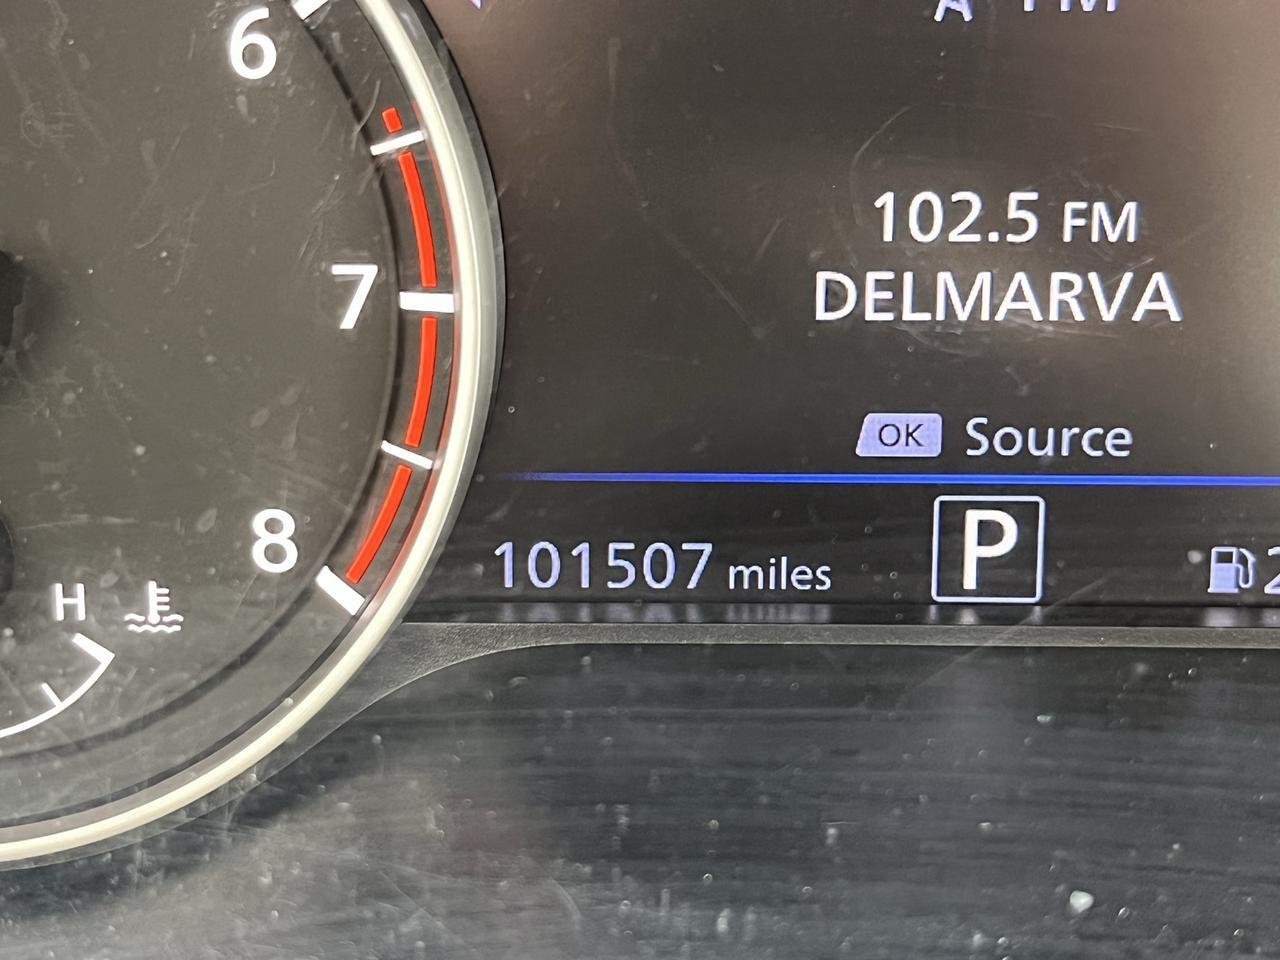 6
7
8
H
102.5 FM
DELMARVA
OK Source
101507 miles
P